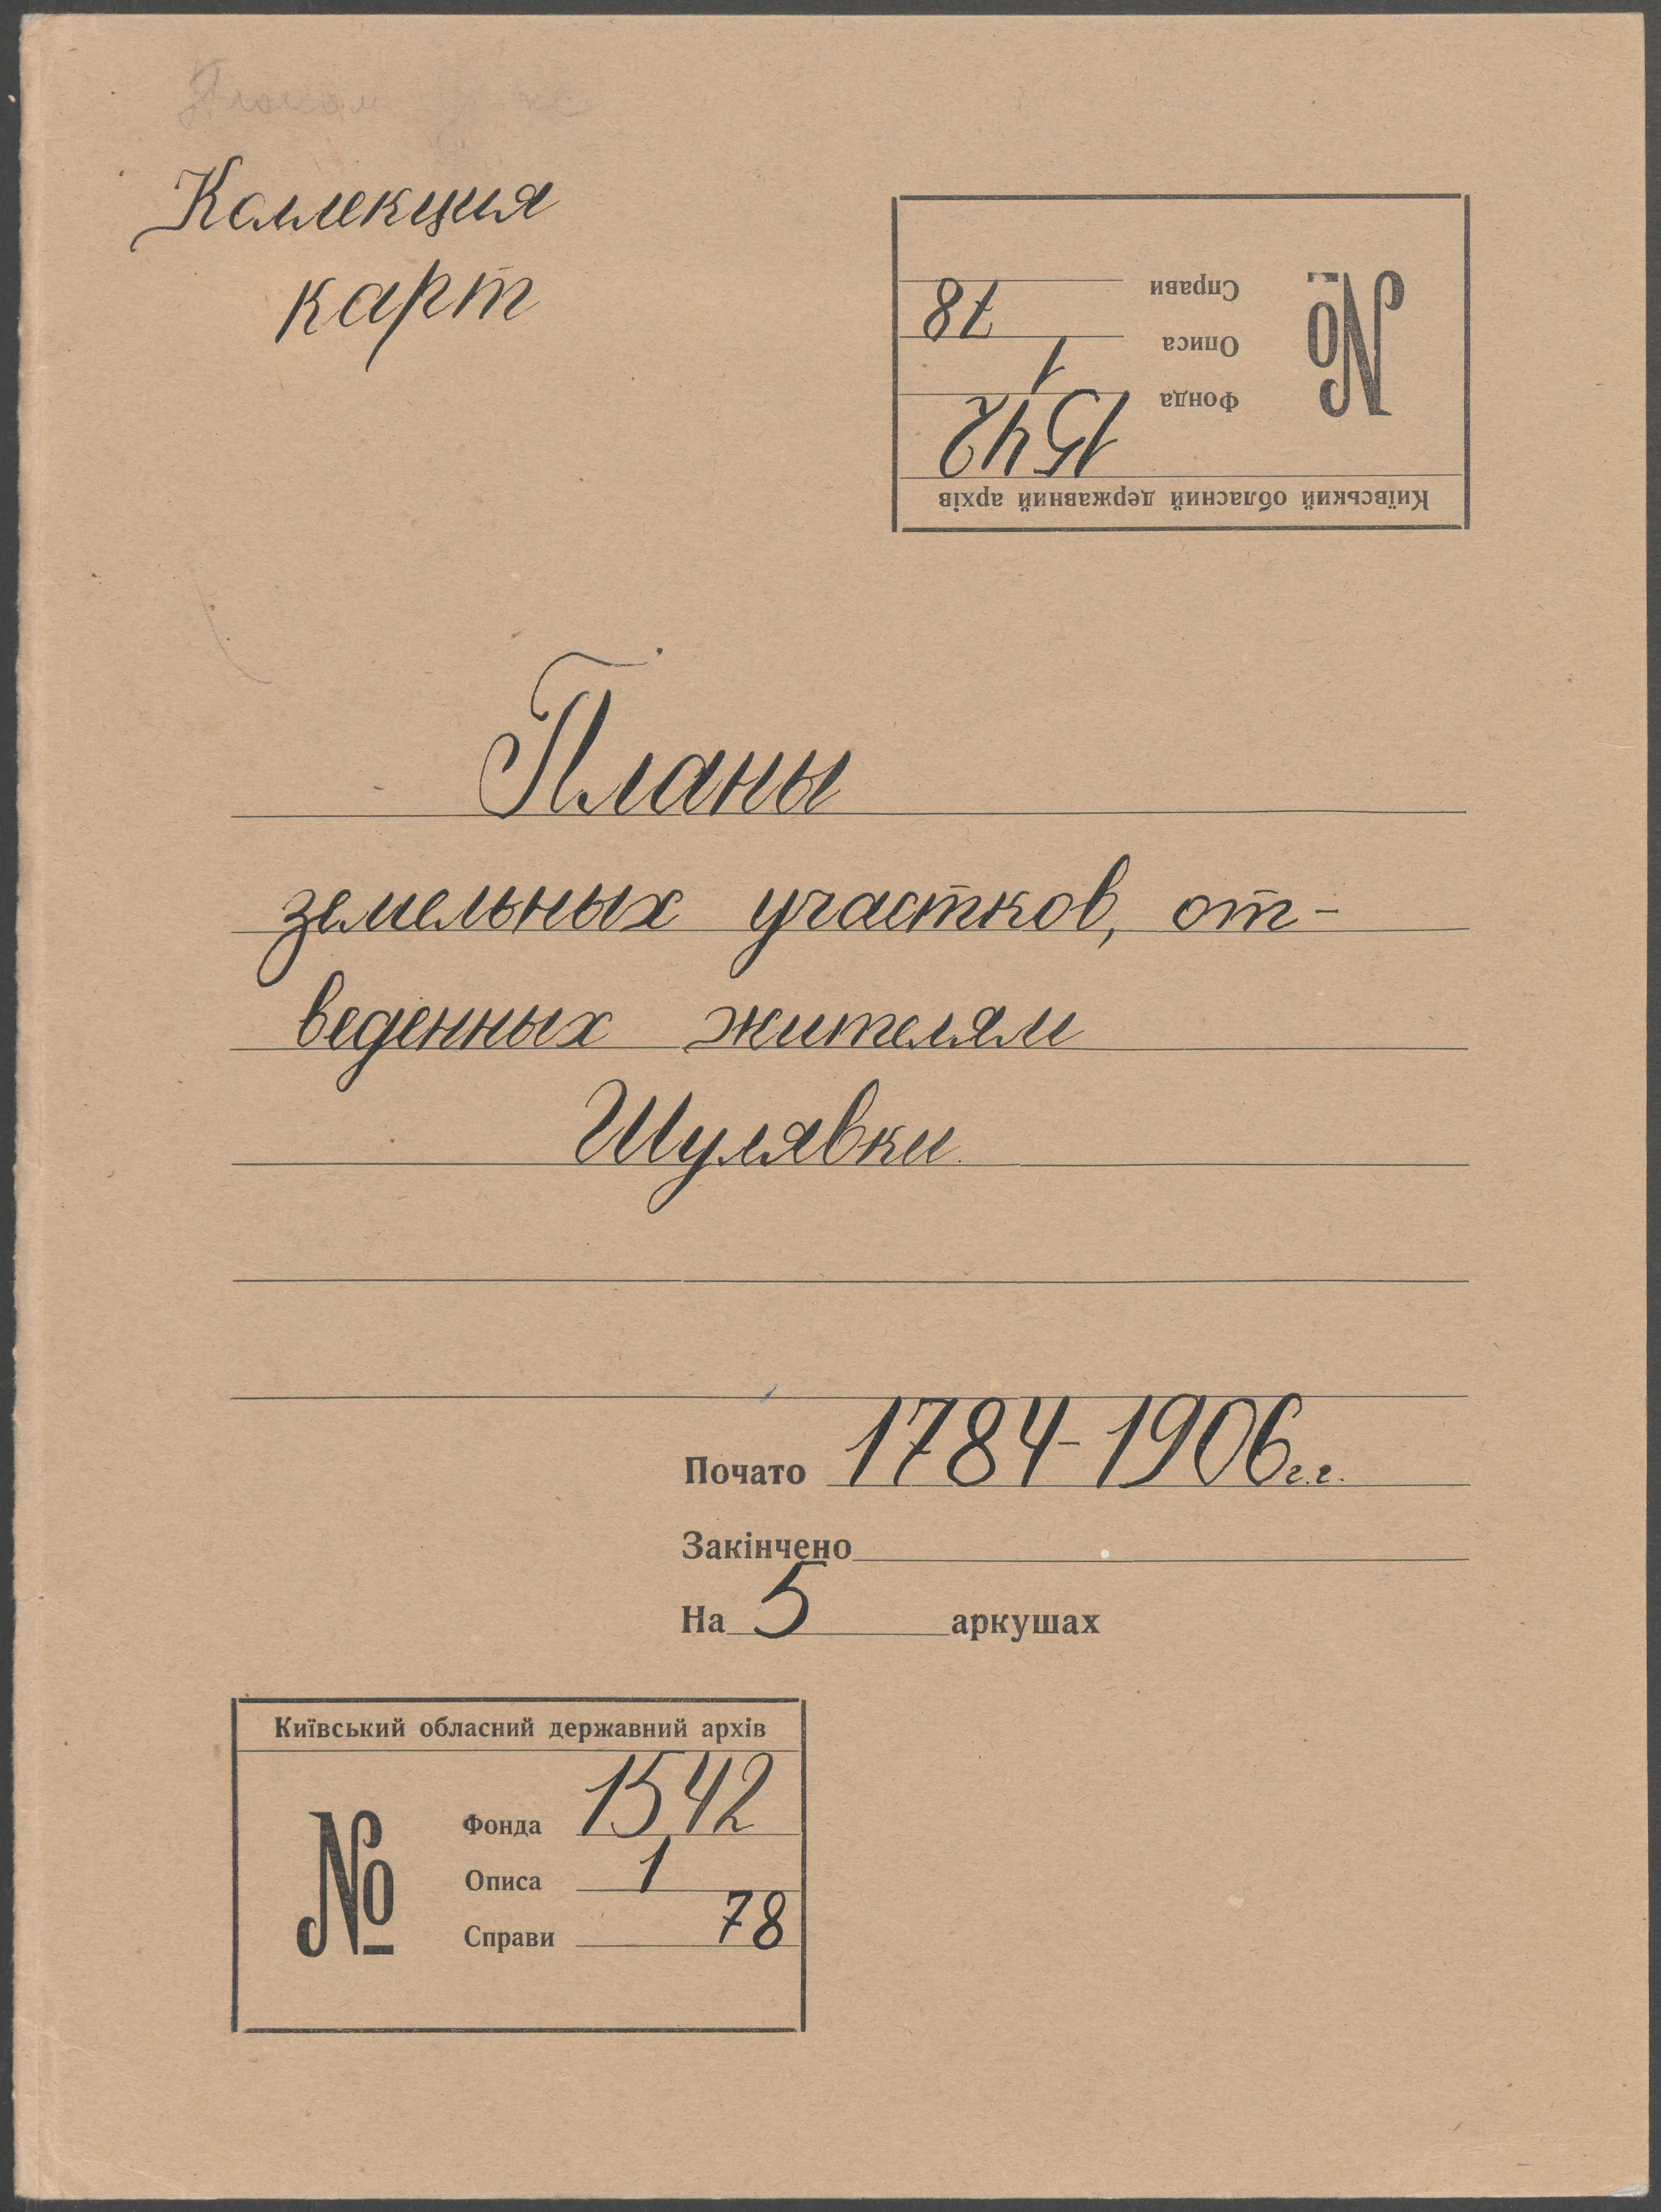 Коллекция
карт
Київський обласний державний архів
№
Фонда 1542
Описа 1
Справи 78
Планы
земельных участков, от-
веденных жителям
Шулявки
Почато 1784-1906 г.г.
Закінчено
На 5 аркушах
Київський обласний державний архів
№
Фонда 1542
Описа 1
Справи 78